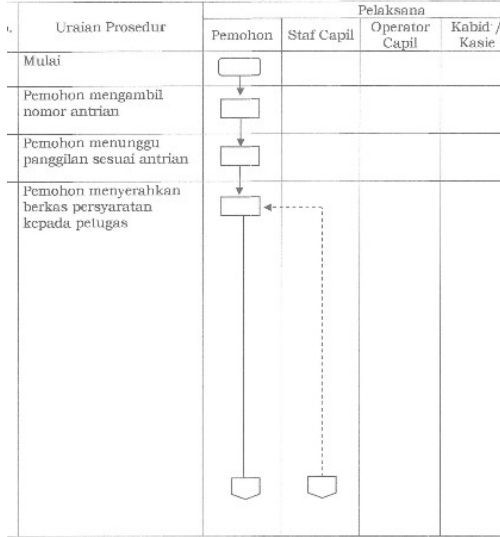 Pelaksana
Uraian Prosedur
Pemohon
Staf Capil
Operator
Capil
Kabid /
Kasie
Mulai
Pemohon mengambil
nomor antrian
Pemohon menunggu
panggilan sesuai antrian
Pemohon menyerahkan
berkas persyaratan
kepada petugas